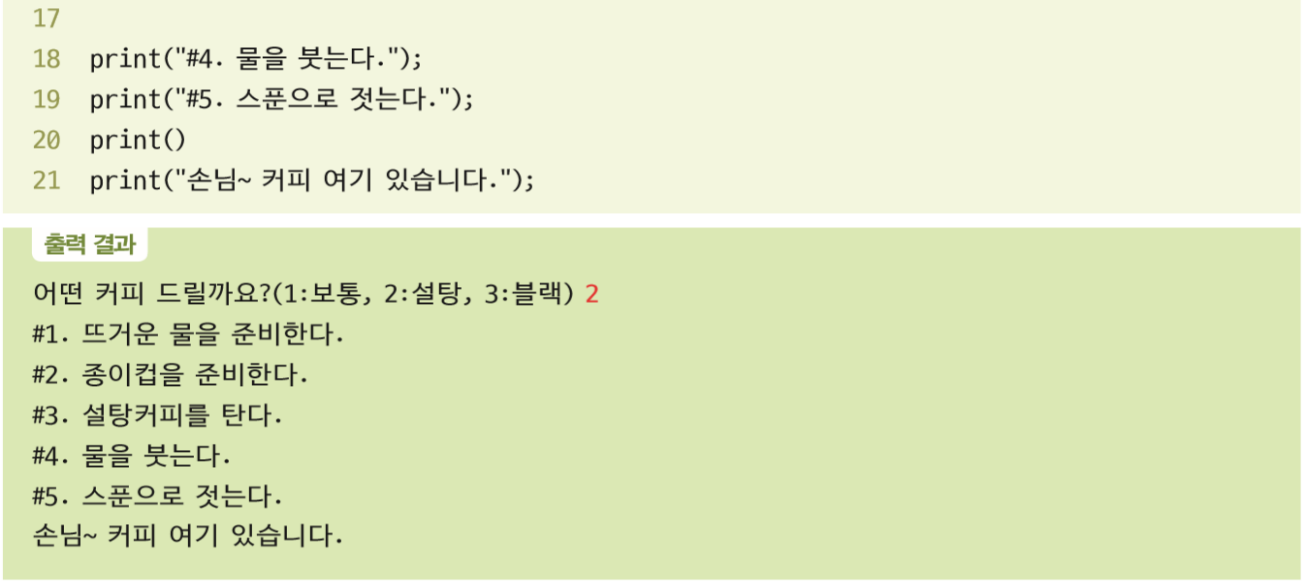 17
18 print("#4. 물을 붓는다.");
19 print("#5. 스푼으로 젓는다.");
20 print()
21 print("손님~ 커피 여기 있습니다.");
출력 결과
어떤 커피 드릴까요?(1:보통, 2:설탕, 3:블랙) 2
#1. 뜨거운 물을 준비한다.
#2. 종이컵을 준비한다.
#3. 설탕커피를 탄다.
#4. 물을 붓는다.
#5. 스푼으로 젓는다.
손님~ 커피 여기 있습니다.